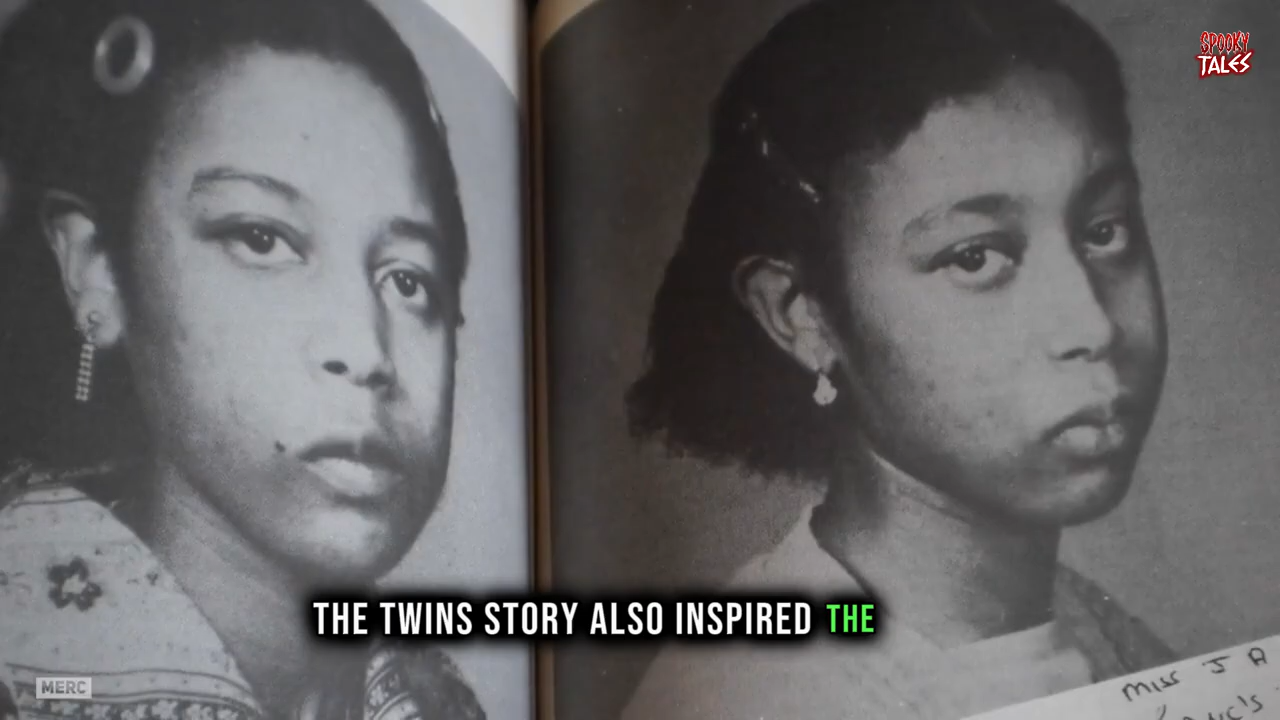 SPOOKY
TALES
THE TWINS STORY ALSO INSPIRED THE
MERC
Miss J A